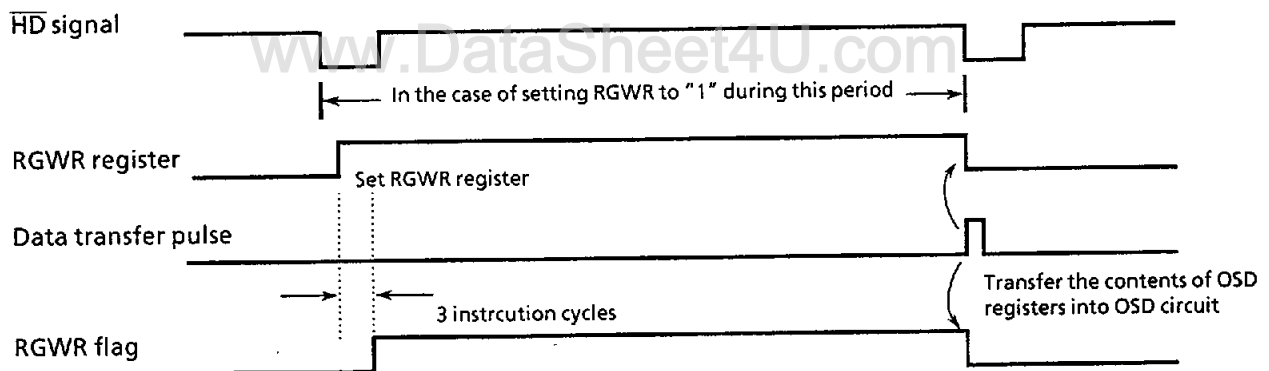 H̅D̅ signal
www.DataSheet4U.com
In the case of setting RGWR to "1" during this period
RGWR register
Set RGWR register
Data transfer pulse
Transfer the contents of OSD
registers into OSD circuit
3 instrcution cycles
RGWR flag